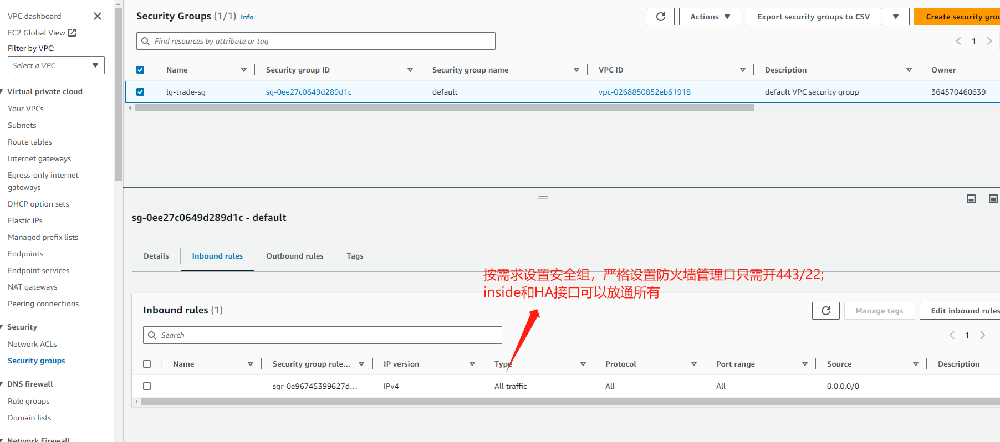 VPC dashboard
EC2 Global View
Filter by VPC:
Select a VPC
Virtual private cloud
Your VPCs
Subnets
Route tables
Internet gateways
Egress-only internet
gateways
DHCP option sets
Elastic IPs
Managed prefix lists
Endpoints
Endpoint services
NAT gateways
Peering connections
Security
Network ACLs
Security groups
DNS firewall
Rule groups
Domain lists
Network Firewall
Security Groups (1/1) Info
Actions
Export security groups to CSV
Create security grou
Find resources by attribute or tag
1
Name Security group ID Security group name VPC ID Description Owner
lg-trade-sg sg-0ee27c0649d289d1c default vpc-0268850852eb61918 default VPC security group 364570460639
sg-0ee27c0649d289d1c - default
Details Inbound rules Outbound rules Tags
按需求设置安全组，严格设置防火墙管理口只需开443/22;
inside和HA接口可以放通所有
Inbound rules (1)
Manage tags
Edit inbound rules
Search
1
Name Security group rule... IP version Type Protocol Port range Source Description
– sgr-0e96745399627d... IPv4 All traffic All All 0.0.0.0/0 –